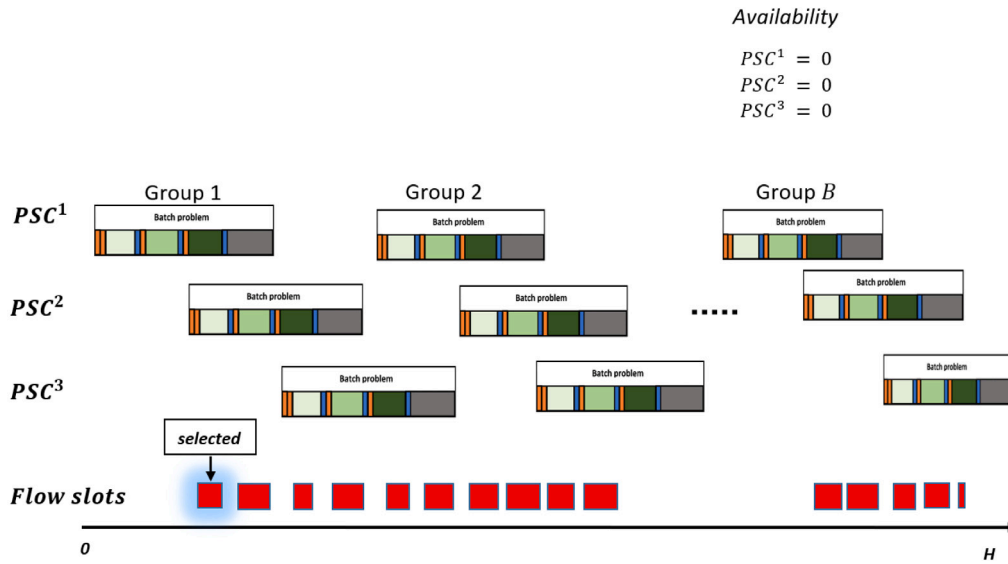 Availability
PSC¹ = 0
PSC² = 0
PSC³ = 0
Group 1 Group 2 Group B
PSC¹
Batch problem Batch problem Batch problem
PSC²
Batch problem Batch problem ..... Batch problem
PSC³
Batch problem Batch problem Batch problem
selected
Flow slots
0 H